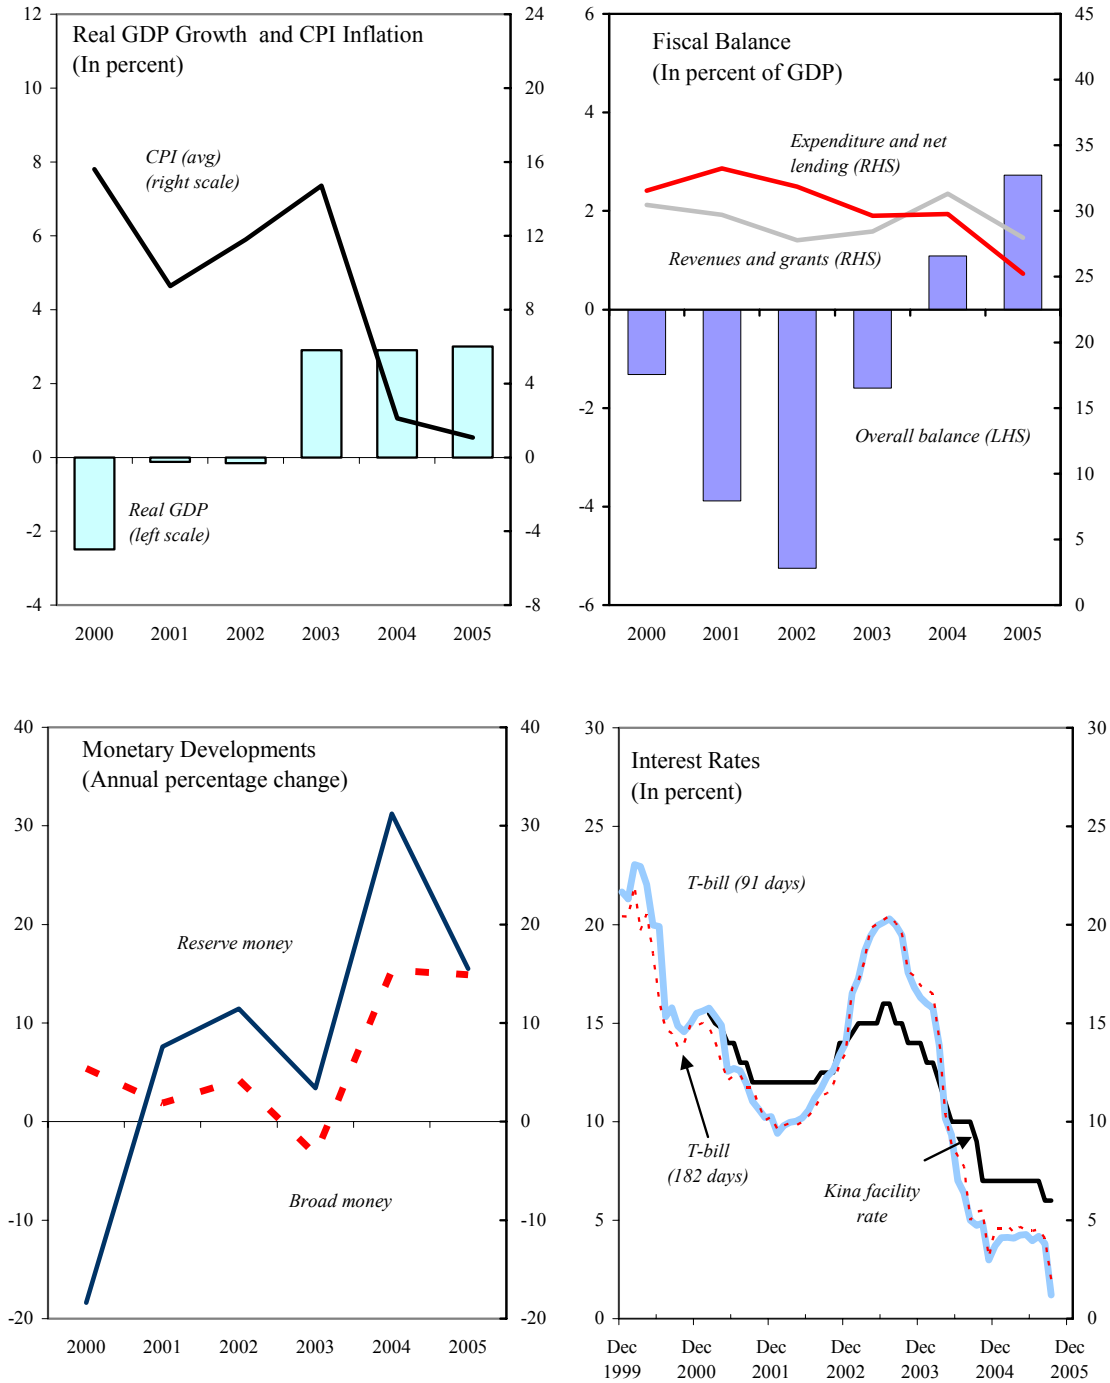 Real GDP Growth and CPI Inflation
(In percent)
12
10
8
6
4
2
0
-2
-4
24
20
16
12
8
4
0
-4
-8
CPI (avg)
(right scale)
Real GDP
(left scale)
2000 2001 2002 2003 2004 2005
Fiscal Balance
(In percent of GDP)
6
4
2
0
-2
-4
-6
45
40
35
30
25
20
15
10
5
0
Expenditure and net
lending (RHS)
Revenues and grants (RHS)
Overall balance (LHS)
2000 2001 2002 2003 2004 2005
Monetary Developments
(Annual percentage change)
40
30
20
10
0
-10
-20
40
30
20
10
0
-10
-20
Reserve money
Broad money
2000 2001 2002 2003 2004 2005
Interest Rates
(In percent)
30
25
20
15
10
5
0
30
25
20
15
10
5
0
T-bill (91 days)
T-bill
(182 days)
Kina facility
rate
Dec Dec Dec Dec Dec Dec Dec
1999 2000 2001 2002 2003 2004 2005